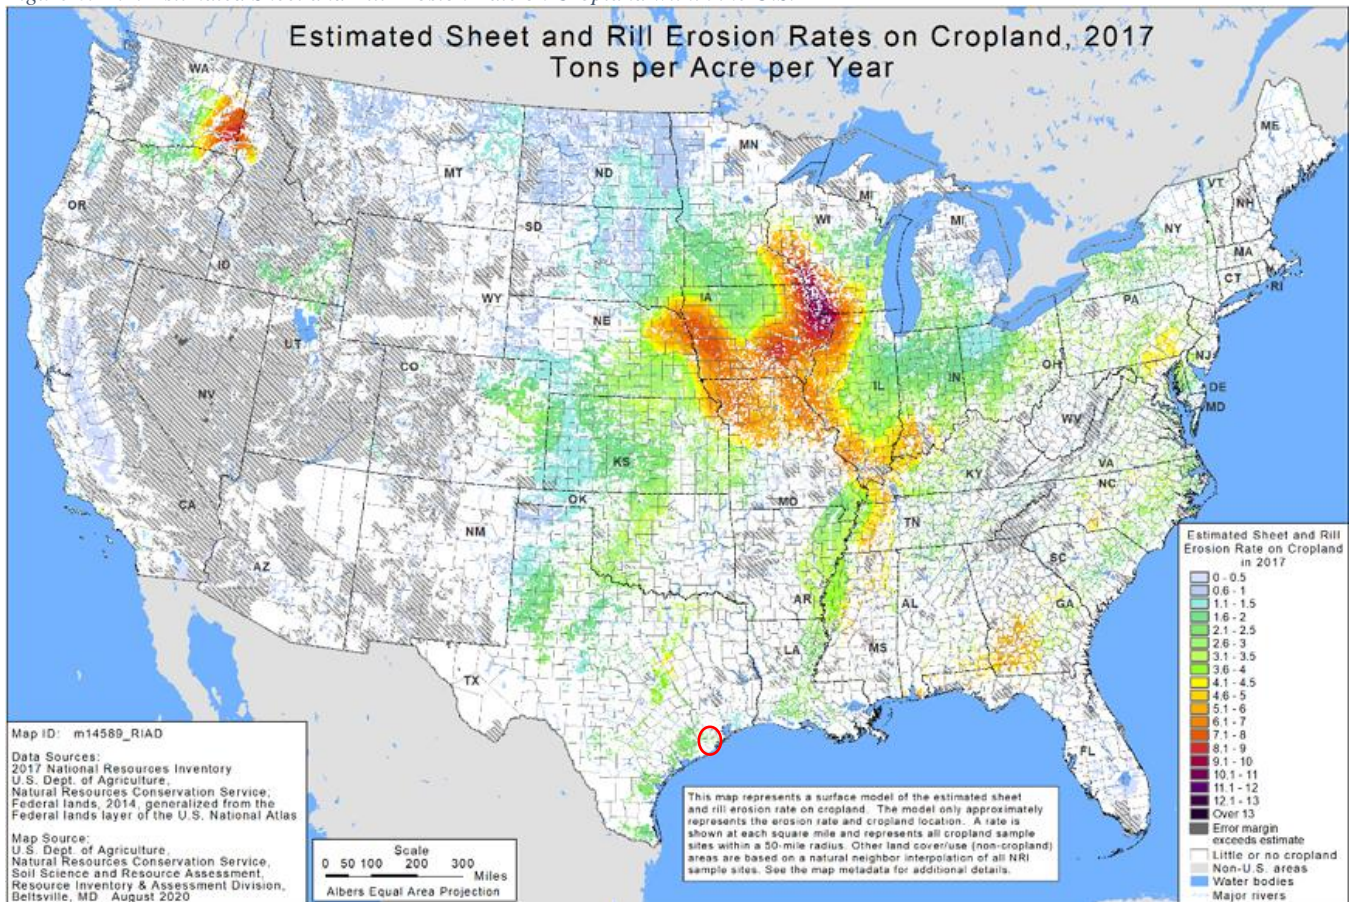 Estimated Sheet and Rill Erosion Rates on Cropland, 2017
Tons per Acre per Year
WA
MT
ND
MN
ME
OR
ID
SD
WI
MI
MI
VT
NH
NY
MA
CT
RI
WY
IA
NE
PA
NJ
UT
NV
CO
IL
IN
OH
DE
MD
WV
KS
MO
KY
VA
NC
CA
OK
TN
AZ
NM
AR
SC
AL
GA
MS
LA
TX
FL
Map ID: m14589_RIAD
Data Sources:
2017 National Resources Inventory
U.S. Dept. of Agriculture,
Natural Resources Conservation Service;
Federal lands, 2014, generalized from the
Federal lands layer of the U.S. National Atlas
Map Source:
U.S. Dept. of Agriculture,
Natural Resources Conservation Service,
Soil Science and Resource Assessment,
Resource Inventory & Assessment Division,
Beltsville, MD August 2020
Scale
0 50 100 200 300
Miles
Albers Equal Area Projection
This map represents a surface model of the estimated sheet
and rill erosion rate on cropland. The model only approximately
represents the erosion rate and cropland location. A rate is
shown at each square mile and represents all cropland sample
sites within a 50-mile radius. Other land cover/use (non-cropland)
areas are based on a natural neighbor interpolation of all NRI
sample sites. See the map metadata for additional details.
Estimated Sheet and Rill
Erosion Rate on Cropland
in 2017
0 - 0.5
0.6 - 1
1.1 - 1.5
1.6 - 2
2.1 - 2.5
2.6 - 3
3.1 - 3.5
3.6 - 4
4.1 - 4.5
4.6 - 5
5.1 - 6
6.1 - 7
7.1 - 8
8.1 - 9
9.1 - 10
10.1 - 11
11.1 - 12
12.1 - 13
Over 13
Error margin
exceeds estimate
Little or no cropland
Non-U.S. areas
Water bodies
Major rivers